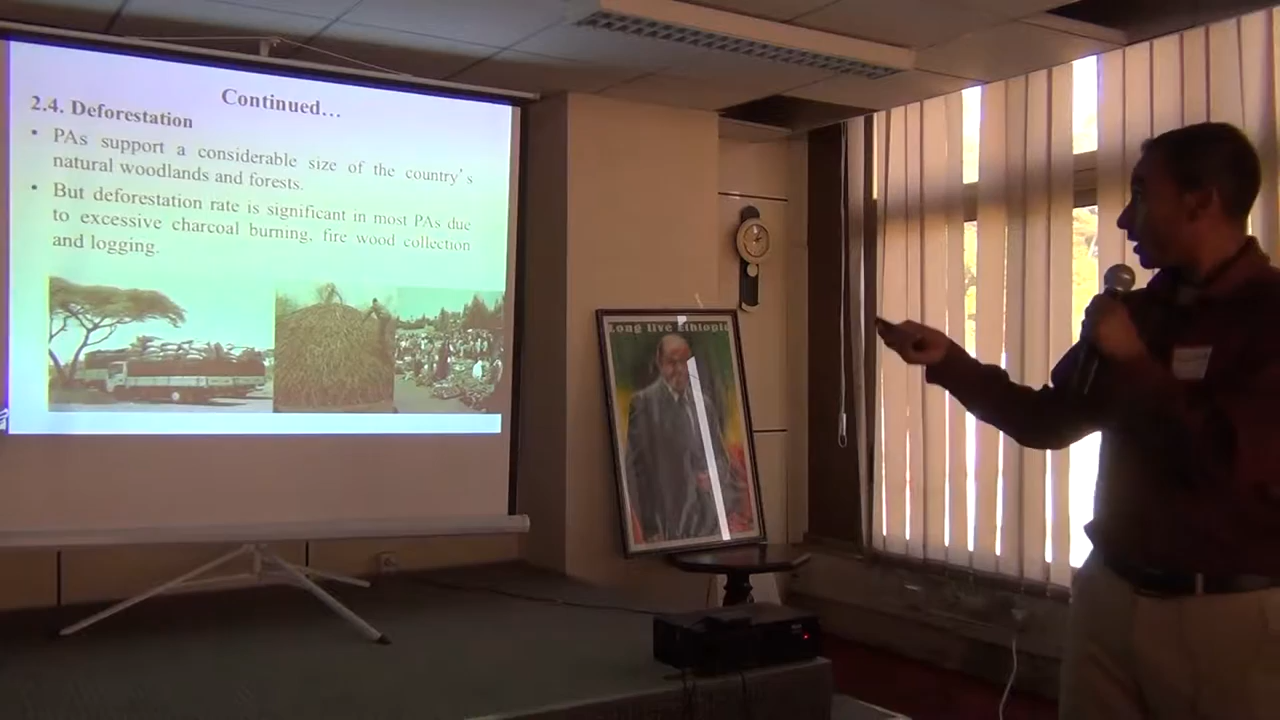 Continued…
2.4. Deforestation
• PAs support a considerable size of the country's
natural woodlands and forests.
• But deforestation rate is significant in most PAs due
to excessive charcoal burning, fire wood collection
and logging.
Long live Ethiopia